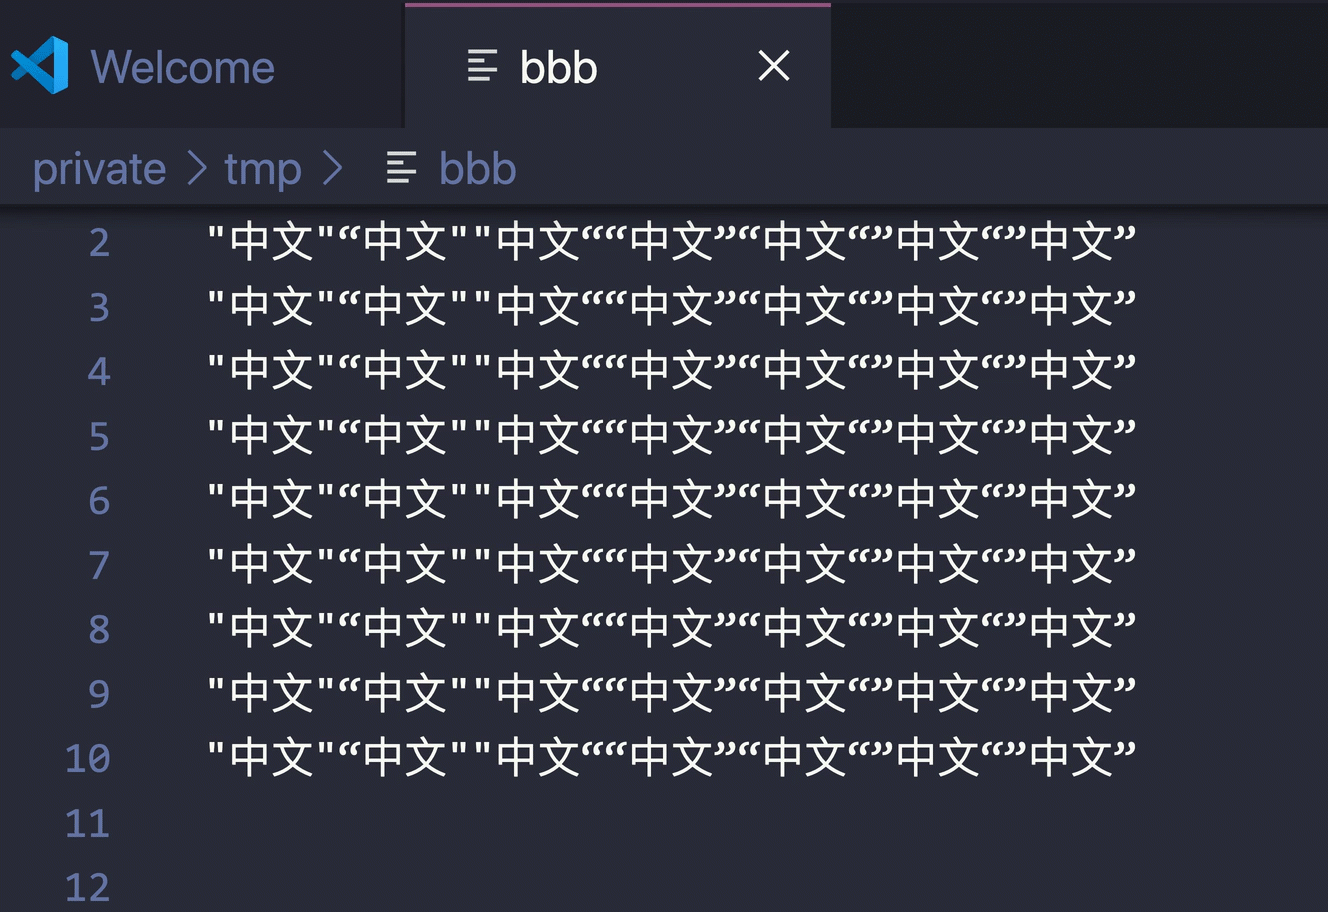 Welcome
bbb
private > tmp > bbb
2 "中文"“中文""中文““中文”“中文“”中文“”中文”
3 "中文"“中文""中文““中文”“中文“”中文“”中文”
4 "中文"“中文""中文““中文”“中文“”中文“”中文”
5 "中文"“中文""中文““中文”“中文“”中文“”中文”
6 "中文"“中文""中文““中文”“中文“”中文“”中文”
7 "中文"“中文""中文““中文”“中文“”中文“”中文”
8 "中文"“中文""中文““中文”“中文“”中文“”中文”
9 "中文"“中文""中文““中文”“中文“”中文“”中文”
10 "中文"“中文""中文““中文”“中文“”中文“”中文”
11
12